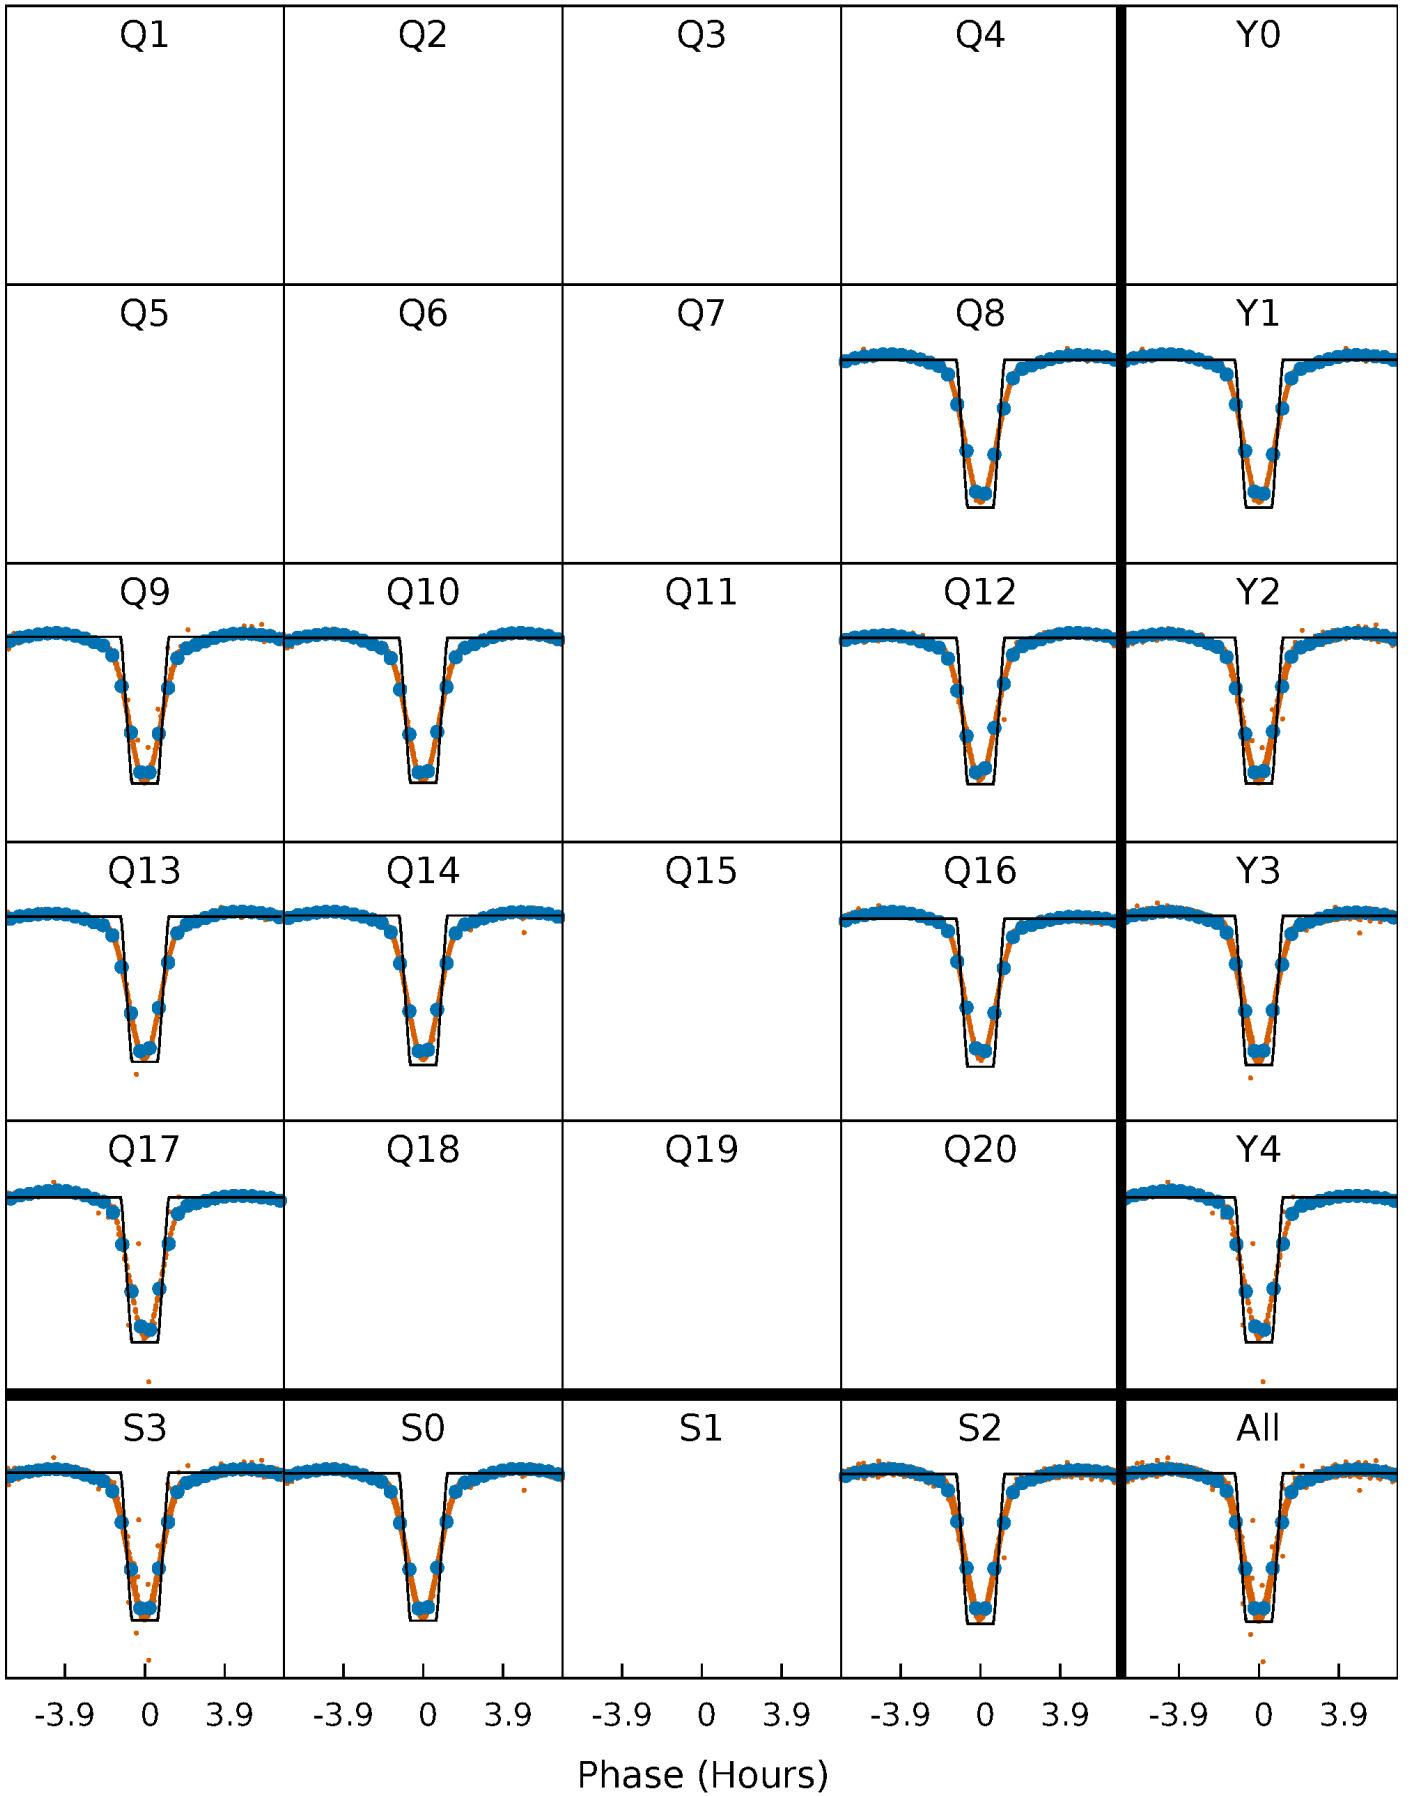 Q1 Q2 Q3 Q4 Y0
Q5 Q6 Q7 Q8 Y1
Q9 Q10 Q11 Q12 Y2
Q13 Q14 Q15 Q16 Y3
Q17 Q18 Q19 Q20 Y4
S3 S0 S1 S2 All
-3.9 0 3.9 -3.9 0 3.9 -3.9 0 3.9 -3.9 0 3.9 -3.9 0 3.9
Phase (Hours)